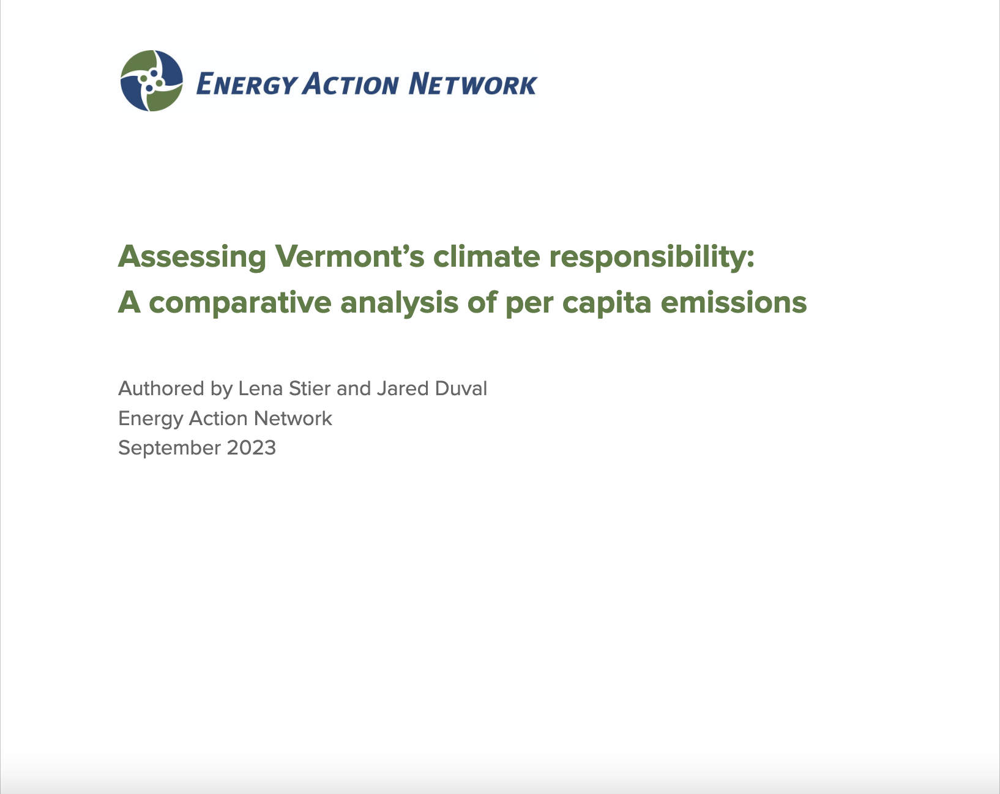 ENERGY ACTION NETWORK
Assessing Vermont’s climate responsibility:
A comparative analysis of per capita emissions
Authored by Lena Stier and Jared Duval
Energy Action Network
September 2023